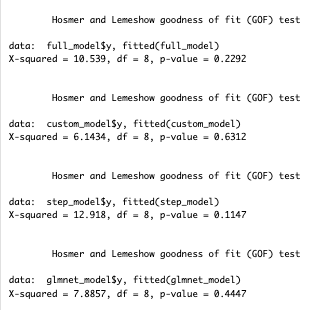 Hosmer and Lemeshow goodness of fit (GOF) test
data:  full_model$y, fitted(full_model)
X-squared = 10.539, df = 8, p-value = 0.2292
Hosmer and Lemeshow goodness of fit (GOF) test
data:  custom_model$y, fitted(custom_model)
X-squared = 6.1434, df = 8, p-value = 0.6312
Hosmer and Lemeshow goodness of fit (GOF) test
data:  step_model$y, fitted(step_model)
X-squared = 12.918, df = 8, p-value = 0.1147
Hosmer and Lemeshow goodness of fit (GOF) test
data:  glmnet_model$y, fitted(glmnet_model)
X-squared = 7.8857, df = 8, p-value = 0.4447